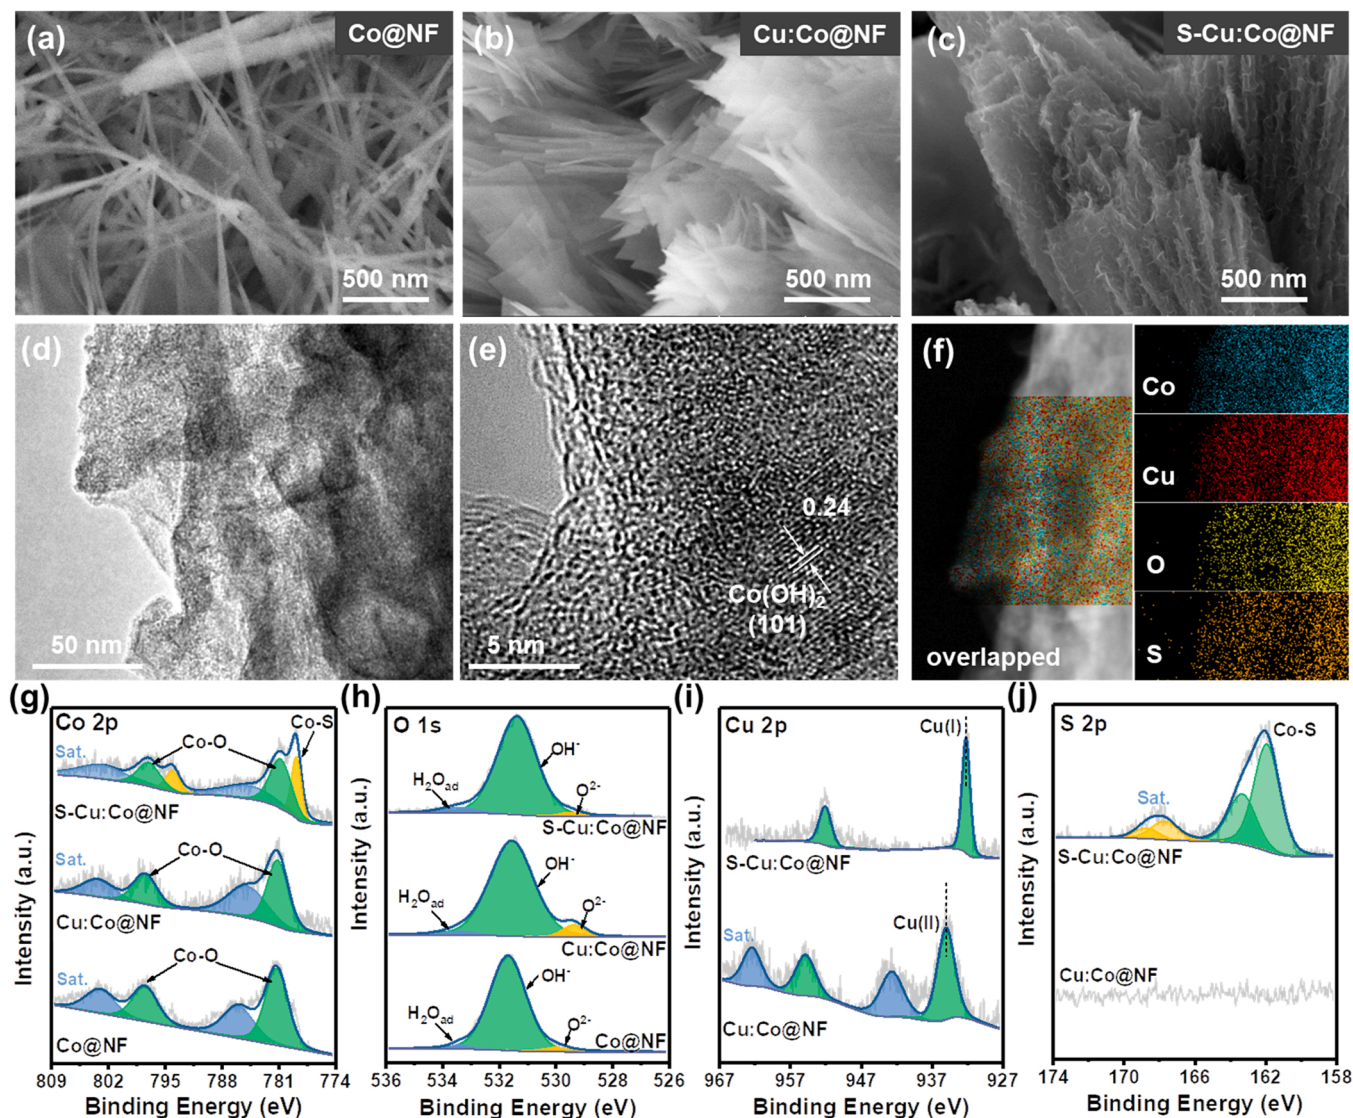 (a) Co@NF
500 nm
(b) Cu:Co@NF
500 nm
(c) S-Cu:Co@NF
500 nm
(d)
50 nm
(e)
0.24
Co(OH)₂
(101)
5 nm
(f)
overlapped
Co
Cu
O
S
(g)
Co 2p
Co-S
Co-O
Sat.
S-Cu:Co@NF
Sat.
Co-O
Cu:Co@NF
Co-O
Sat.
Co@NF
Intensity (a.u.)
809 802 795 788 781 774
Binding Energy (eV)
(h)
O 1s
OH⁻
H₂Oad
O²⁻
S-Cu:Co@NF
OH⁻
H₂Oad
O²⁻
Cu:Co@NF
OH⁻
H₂Oad
O²⁻
Co@NF
Intensity (a.u.)
536 534 532 530 528 526
Binding Energy (eV)
(i)
Cu 2p
Cu(I)
S-Cu:Co@NF
Cu(II)
Sat.
Cu:Co@NF
Intensity (a.u.)
967 957 947 937 927
Binding Energy (eV)
(j)
S 2p
Co-S
Sat.
S-Cu:Co@NF
Cu:Co@NF
Intensity (a.u.)
174 170 166 162 158
Binding Energy (eV)